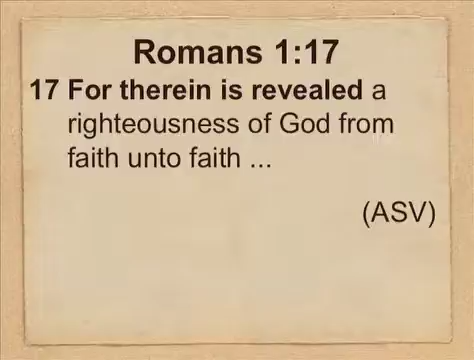 Romans 1:17
17 For therein is revealed a
righteousness of God from
faith unto faith ...
(ASV)